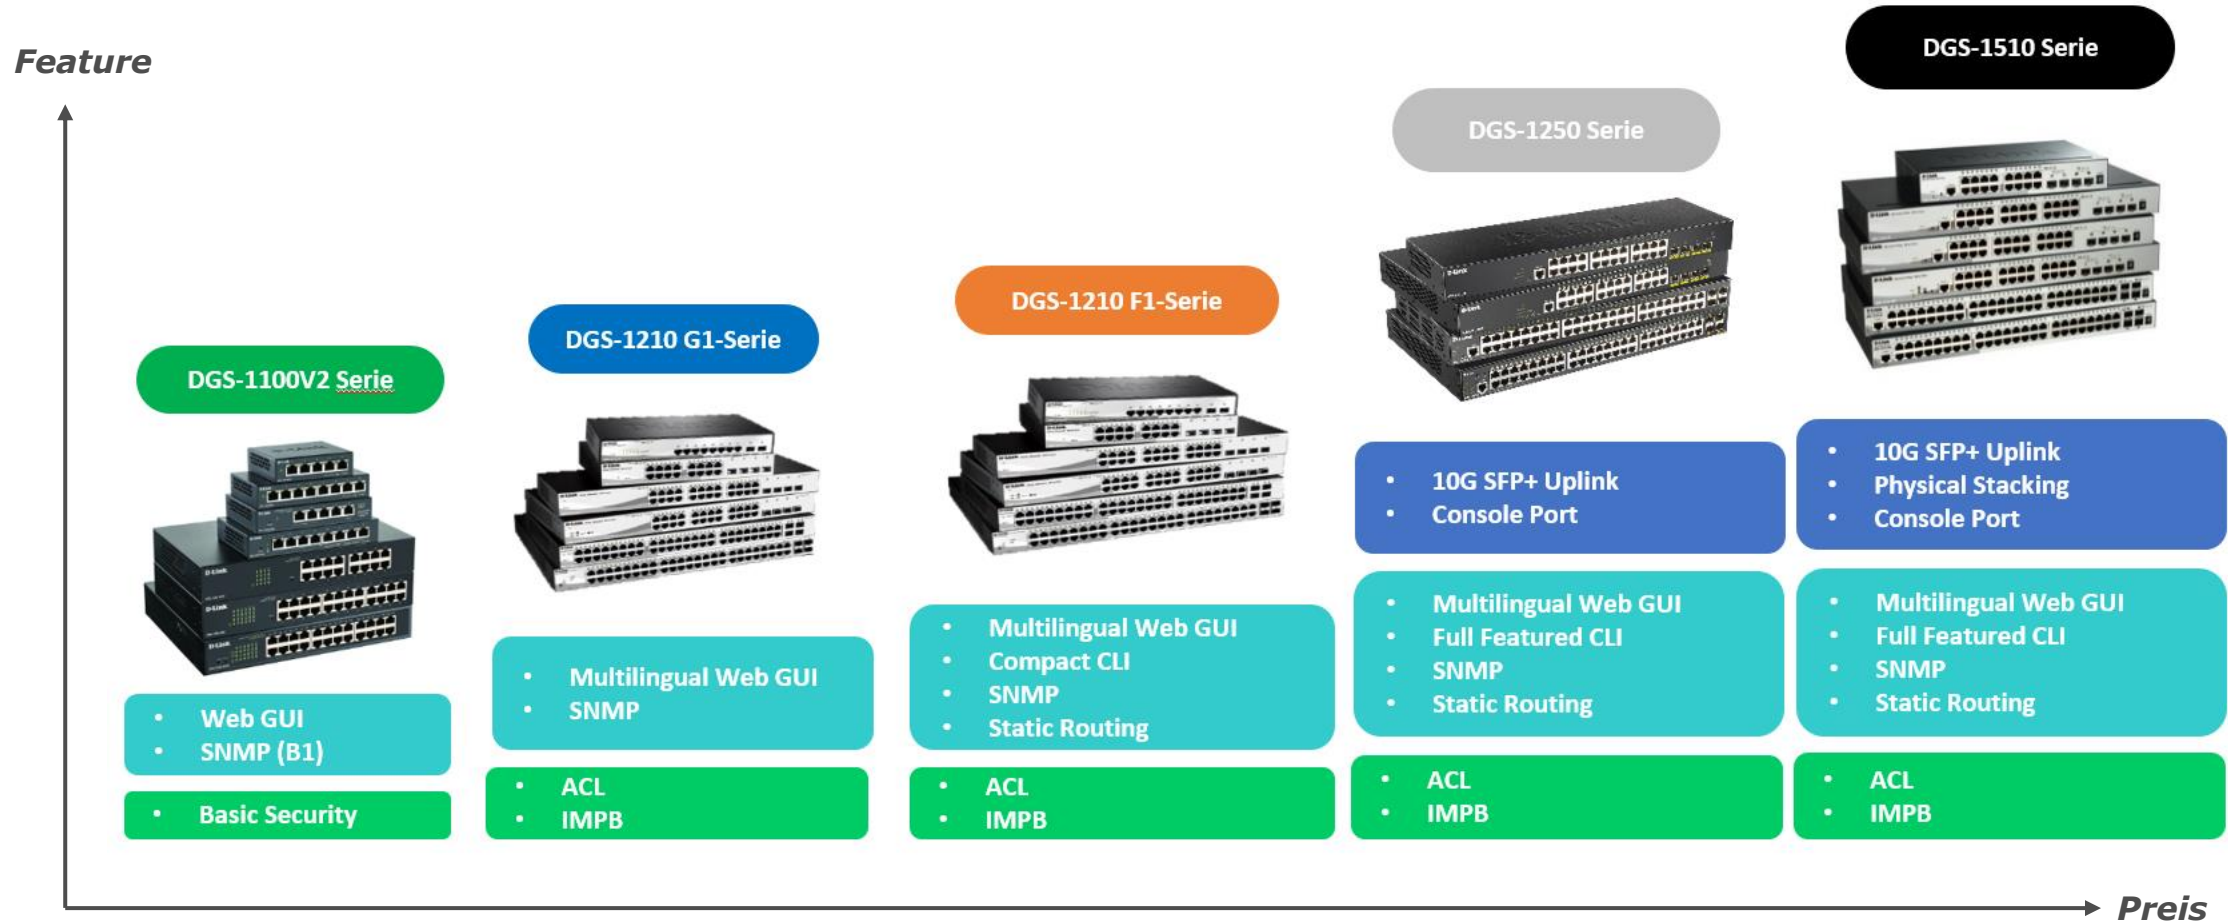 Feature
DGS-1100V2 Serie
Web GUI
SNMP (B1)
Basic Security
DGS-1210 G1-Serie
Multilingual Web GUI
SNMP
ACL
IMPB
DGS-1210 F1-Serie
Multilingual Web GUI
Compact CLI
SNMP
Static Routing
ACL
IMPB
DGS-1250 Serie
10G SFP+ Uplink
Console Port
Multilingual Web GUI
Full Featured CLI
SNMP
Static Routing
ACL
IMPB
DGS-1510 Serie
10G SFP+ Uplink
Physical Stacking
Console Port
Multilingual Web GUI
Full Featured CLI
SNMP
Static Routing
ACL
IMPB
Preis